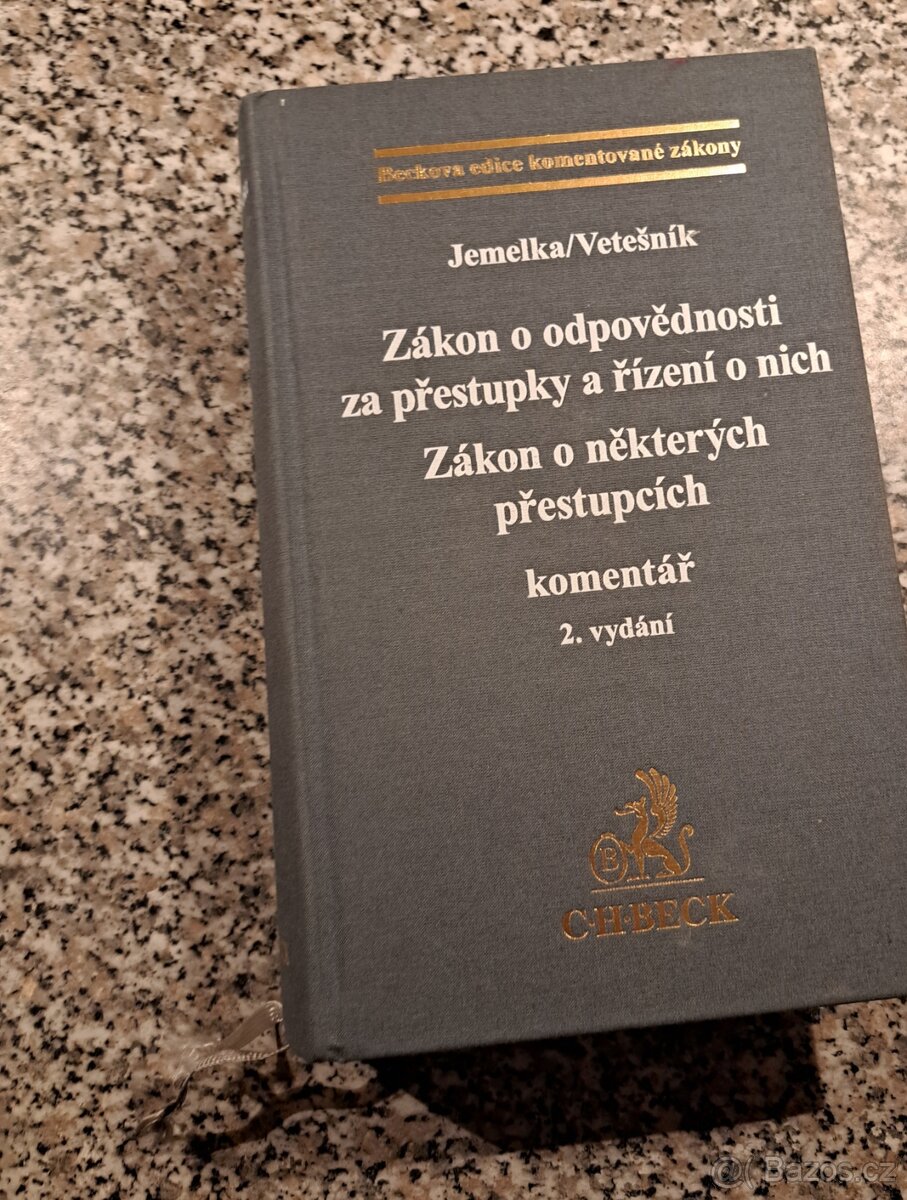 Beckova edice komentované zákony
Jemelka/Vetešník
Zákon o odpovědnosti
za přestupky a řízení o nich
Zákon o některých
přestupcích
komentář
2. vydání
B
C·H·BECK
@( Bazos.cz